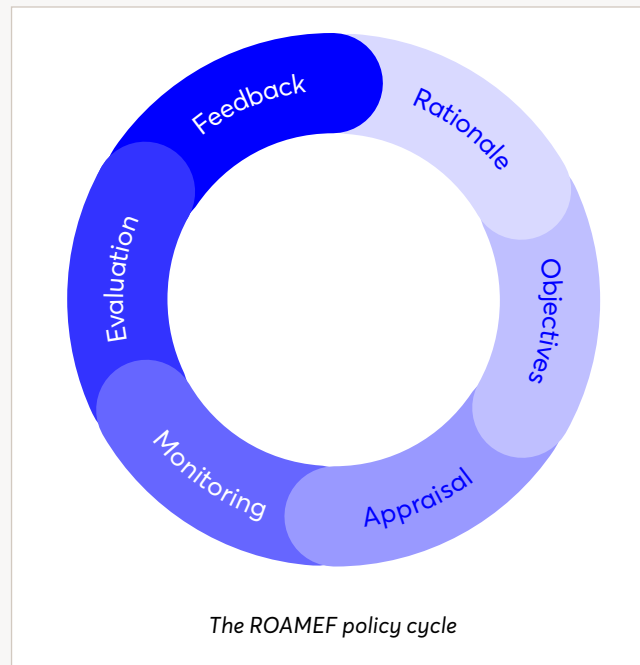 Rationale
Objectives
Appraisal
Monitoring
Evaluation
Feedback
The ROAMEF policy cycle